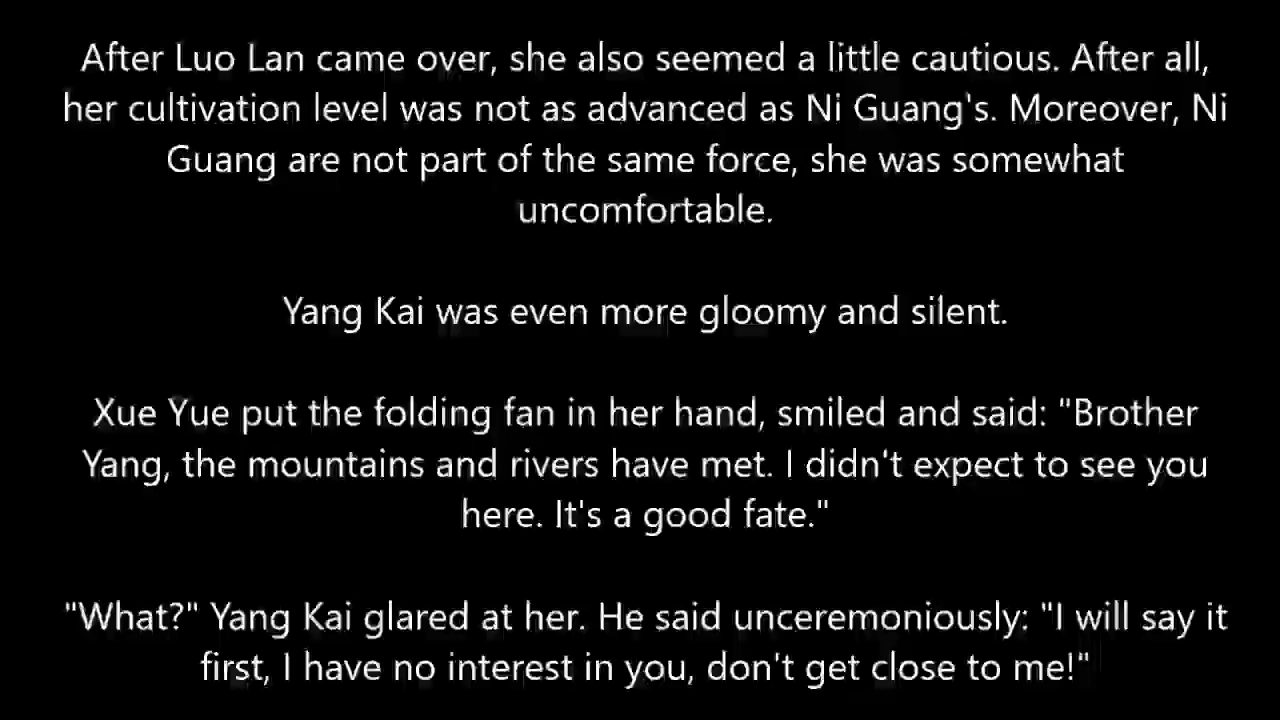 After Luo Lan came over, she also seemed a little cautious. After all,
her cultivation level was not as advanced as Ni Guang's. Moreover, Ni
Guang are not part of the same force, she was somewhat
uncomfortable.
Yang Kai was even more gloomy and silent.
Xue Yue put the folding fan in her hand, smiled and said: "Brother
Yang, the mountains and rivers have met. I didn't expect to see you
here. It's a good fate."
"What?" Yang Kai glared at her. He said unceremoniously: "I will say it
first, I have no interest in you, don't get close to me!"